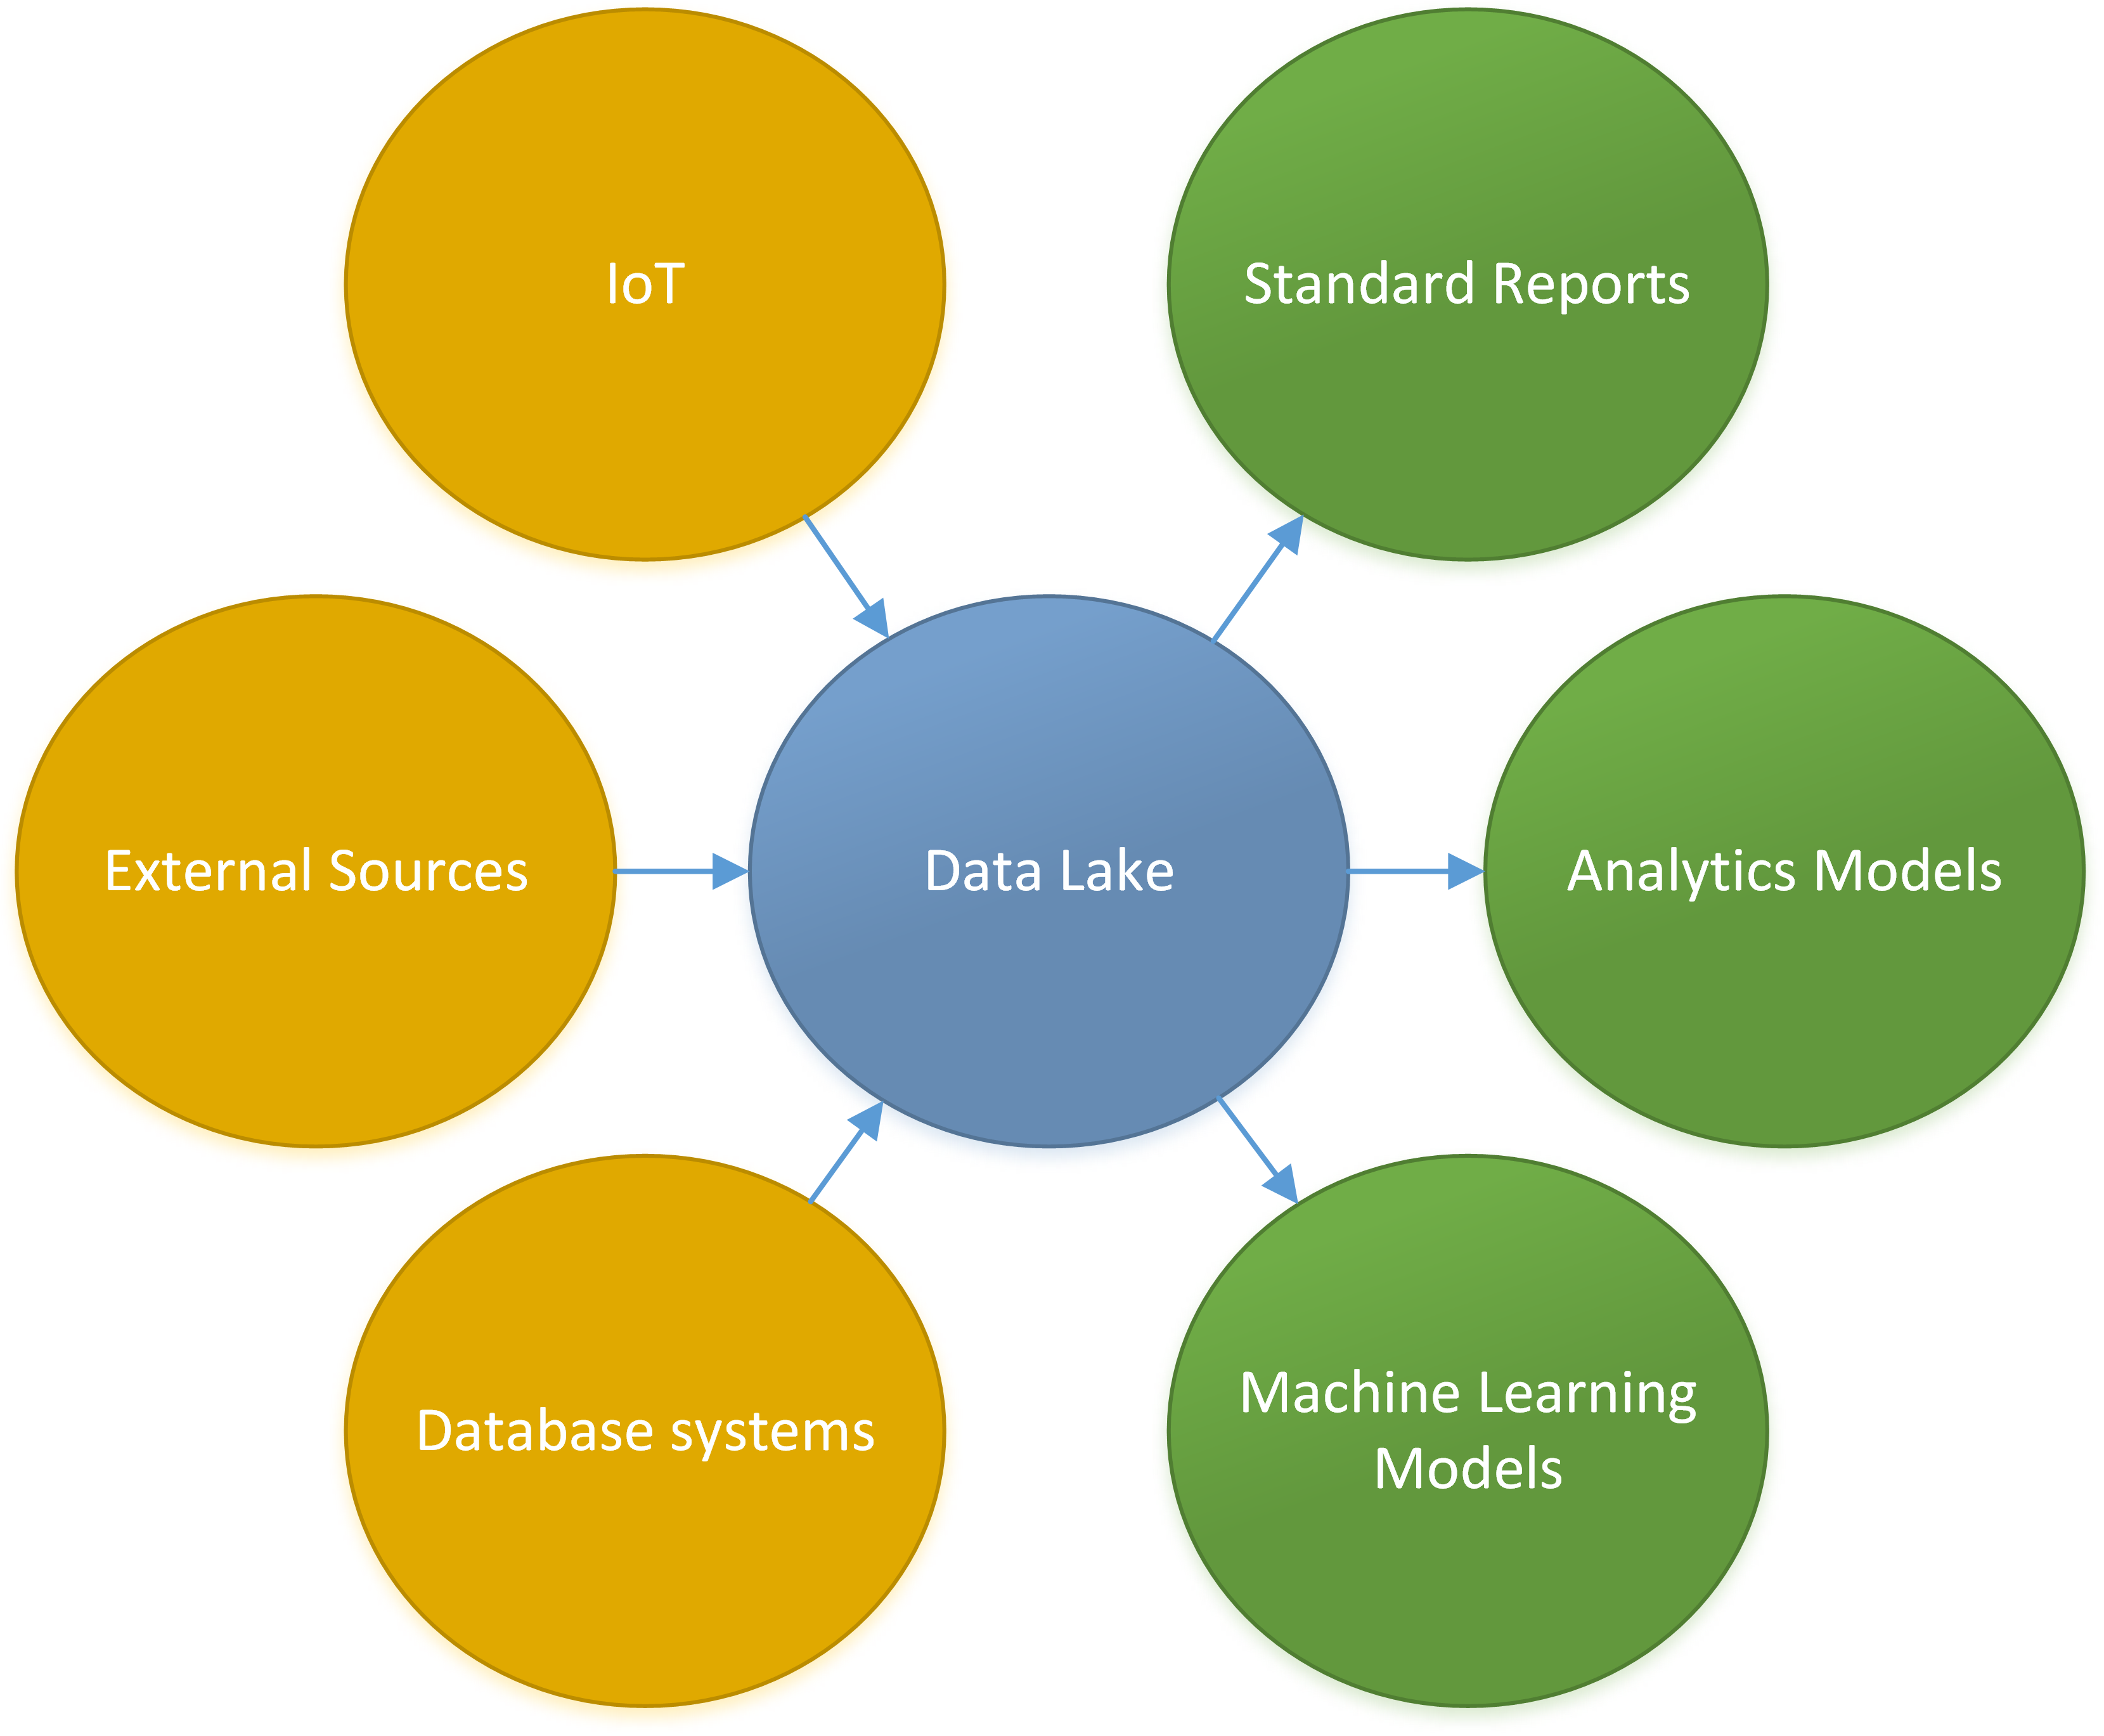 IoT
Standard Reports
External Sources
Data Lake
Analytics Models
Database systems
Machine Learning
Models